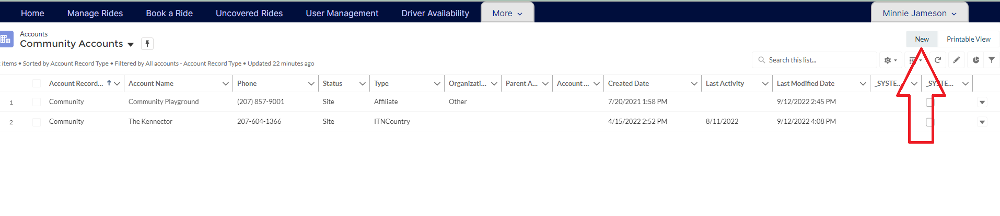 Home Manage Rides Book a Ride Uncovered Rides User Management Driver Availability More Minnie Jameson
Accounts
Community Accounts
New Printable View
items • Sorted by Account Record Type • Filtered by All accounts - Account Record Type • Updated 22 minutes ago
Search this list...
Account Record... Account Name Phone Status Type Organizati... Parent A... Account ... Created Date Last Activity Last Modified Date _SYSTE... _SYSTE...
1 Community Community Playground (207) 857-9001 Site Affiliate Other 7/20/2021 1:58 PM 9/12/2022 2:45 PM
2 Community The Kennector 207-604-1366 Site ITNCountry 4/15/2022 2:52 PM 8/11/2022 9/12/2022 4:08 PM